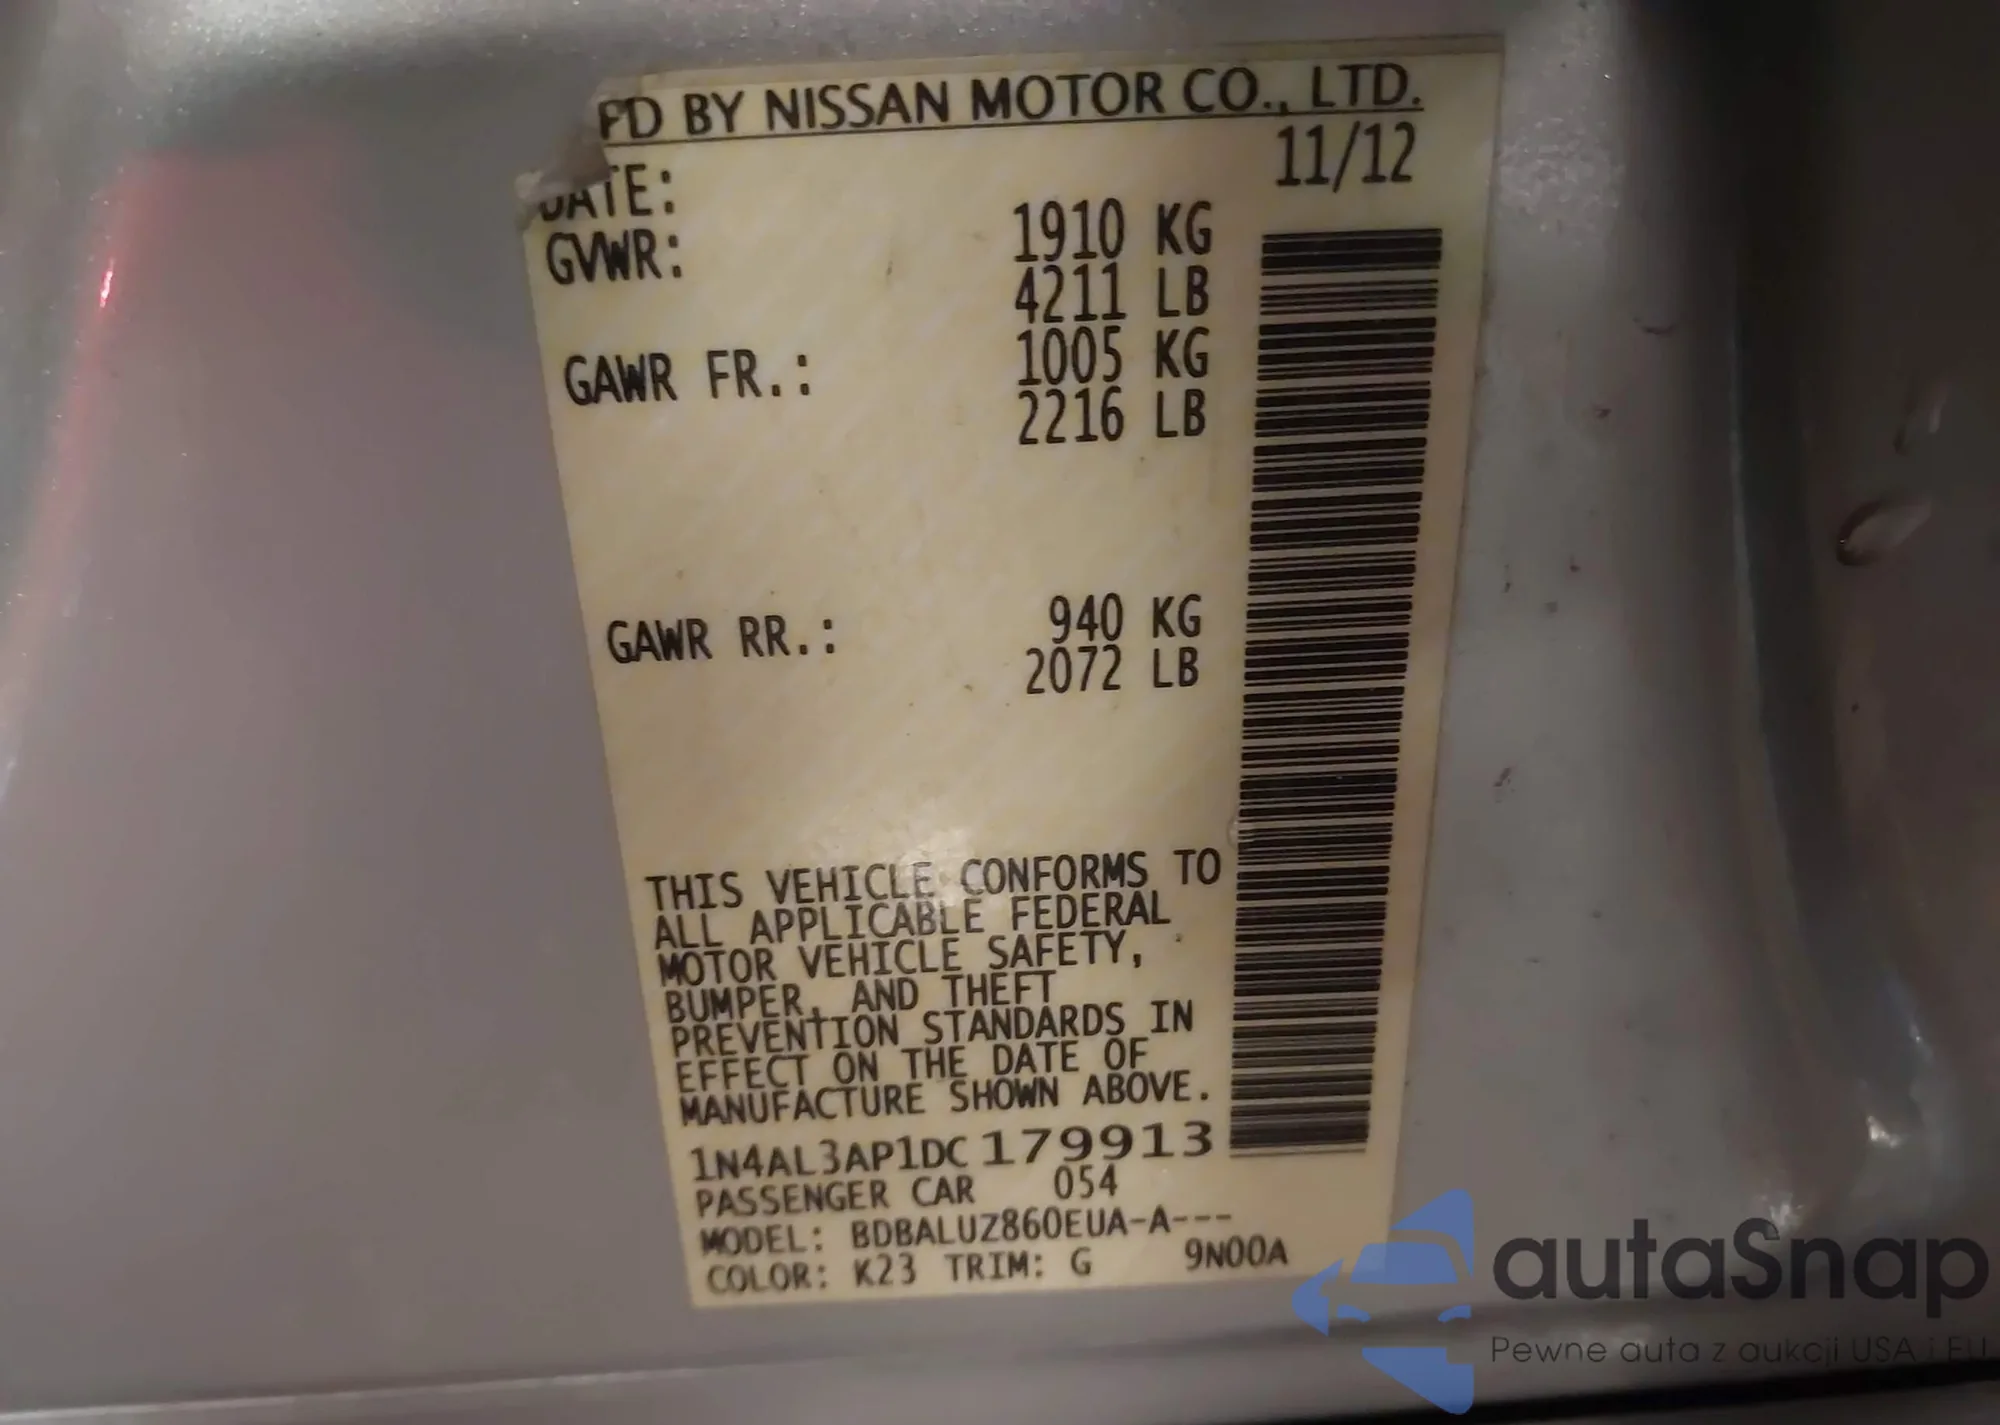 FD BY NISSAN MOTOR CO., LTD.
DATE: 11/12
GVWR: 1910 KG
4211 LB
GAWR FR.: 1005 KG
2216 LB
GAWR RR.: 940 KG
2072 LB
THIS VEHICLE CONFORMS TO
ALL APPLICABLE FEDERAL
MOTOR VEHICLE SAFETY,
BUMPER, AND THEFT
PREVENTION STANDARDS IN
EFFECT ON THE DATE OF
MANUFACTURE SHOWN ABOVE.
1N4AL3AP1DC179913
PASSENGER CAR 054
MODEL: BDBALUZ860EUA-A---
COLOR: K23 TRIM: G 9N00A
autaSnap
Pewne auta z aukcji USA i EU